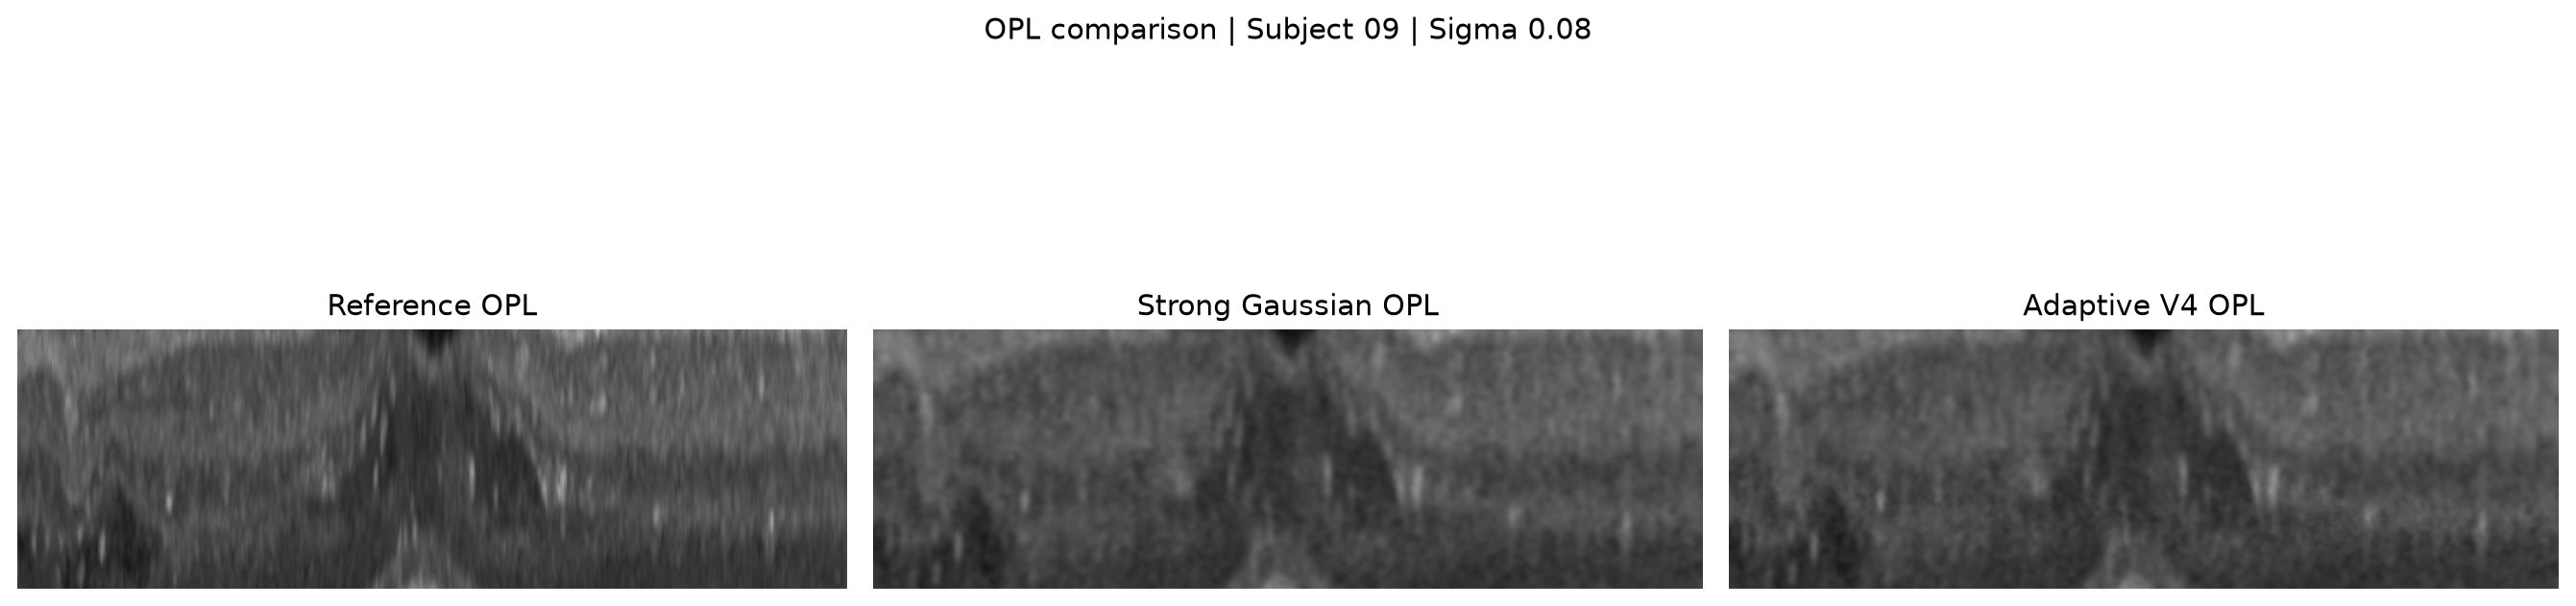 OPL comparison | Subject 09 | Sigma 0.08
Reference OPL
Strong Gaussian OPL
Adaptive V4 OPL